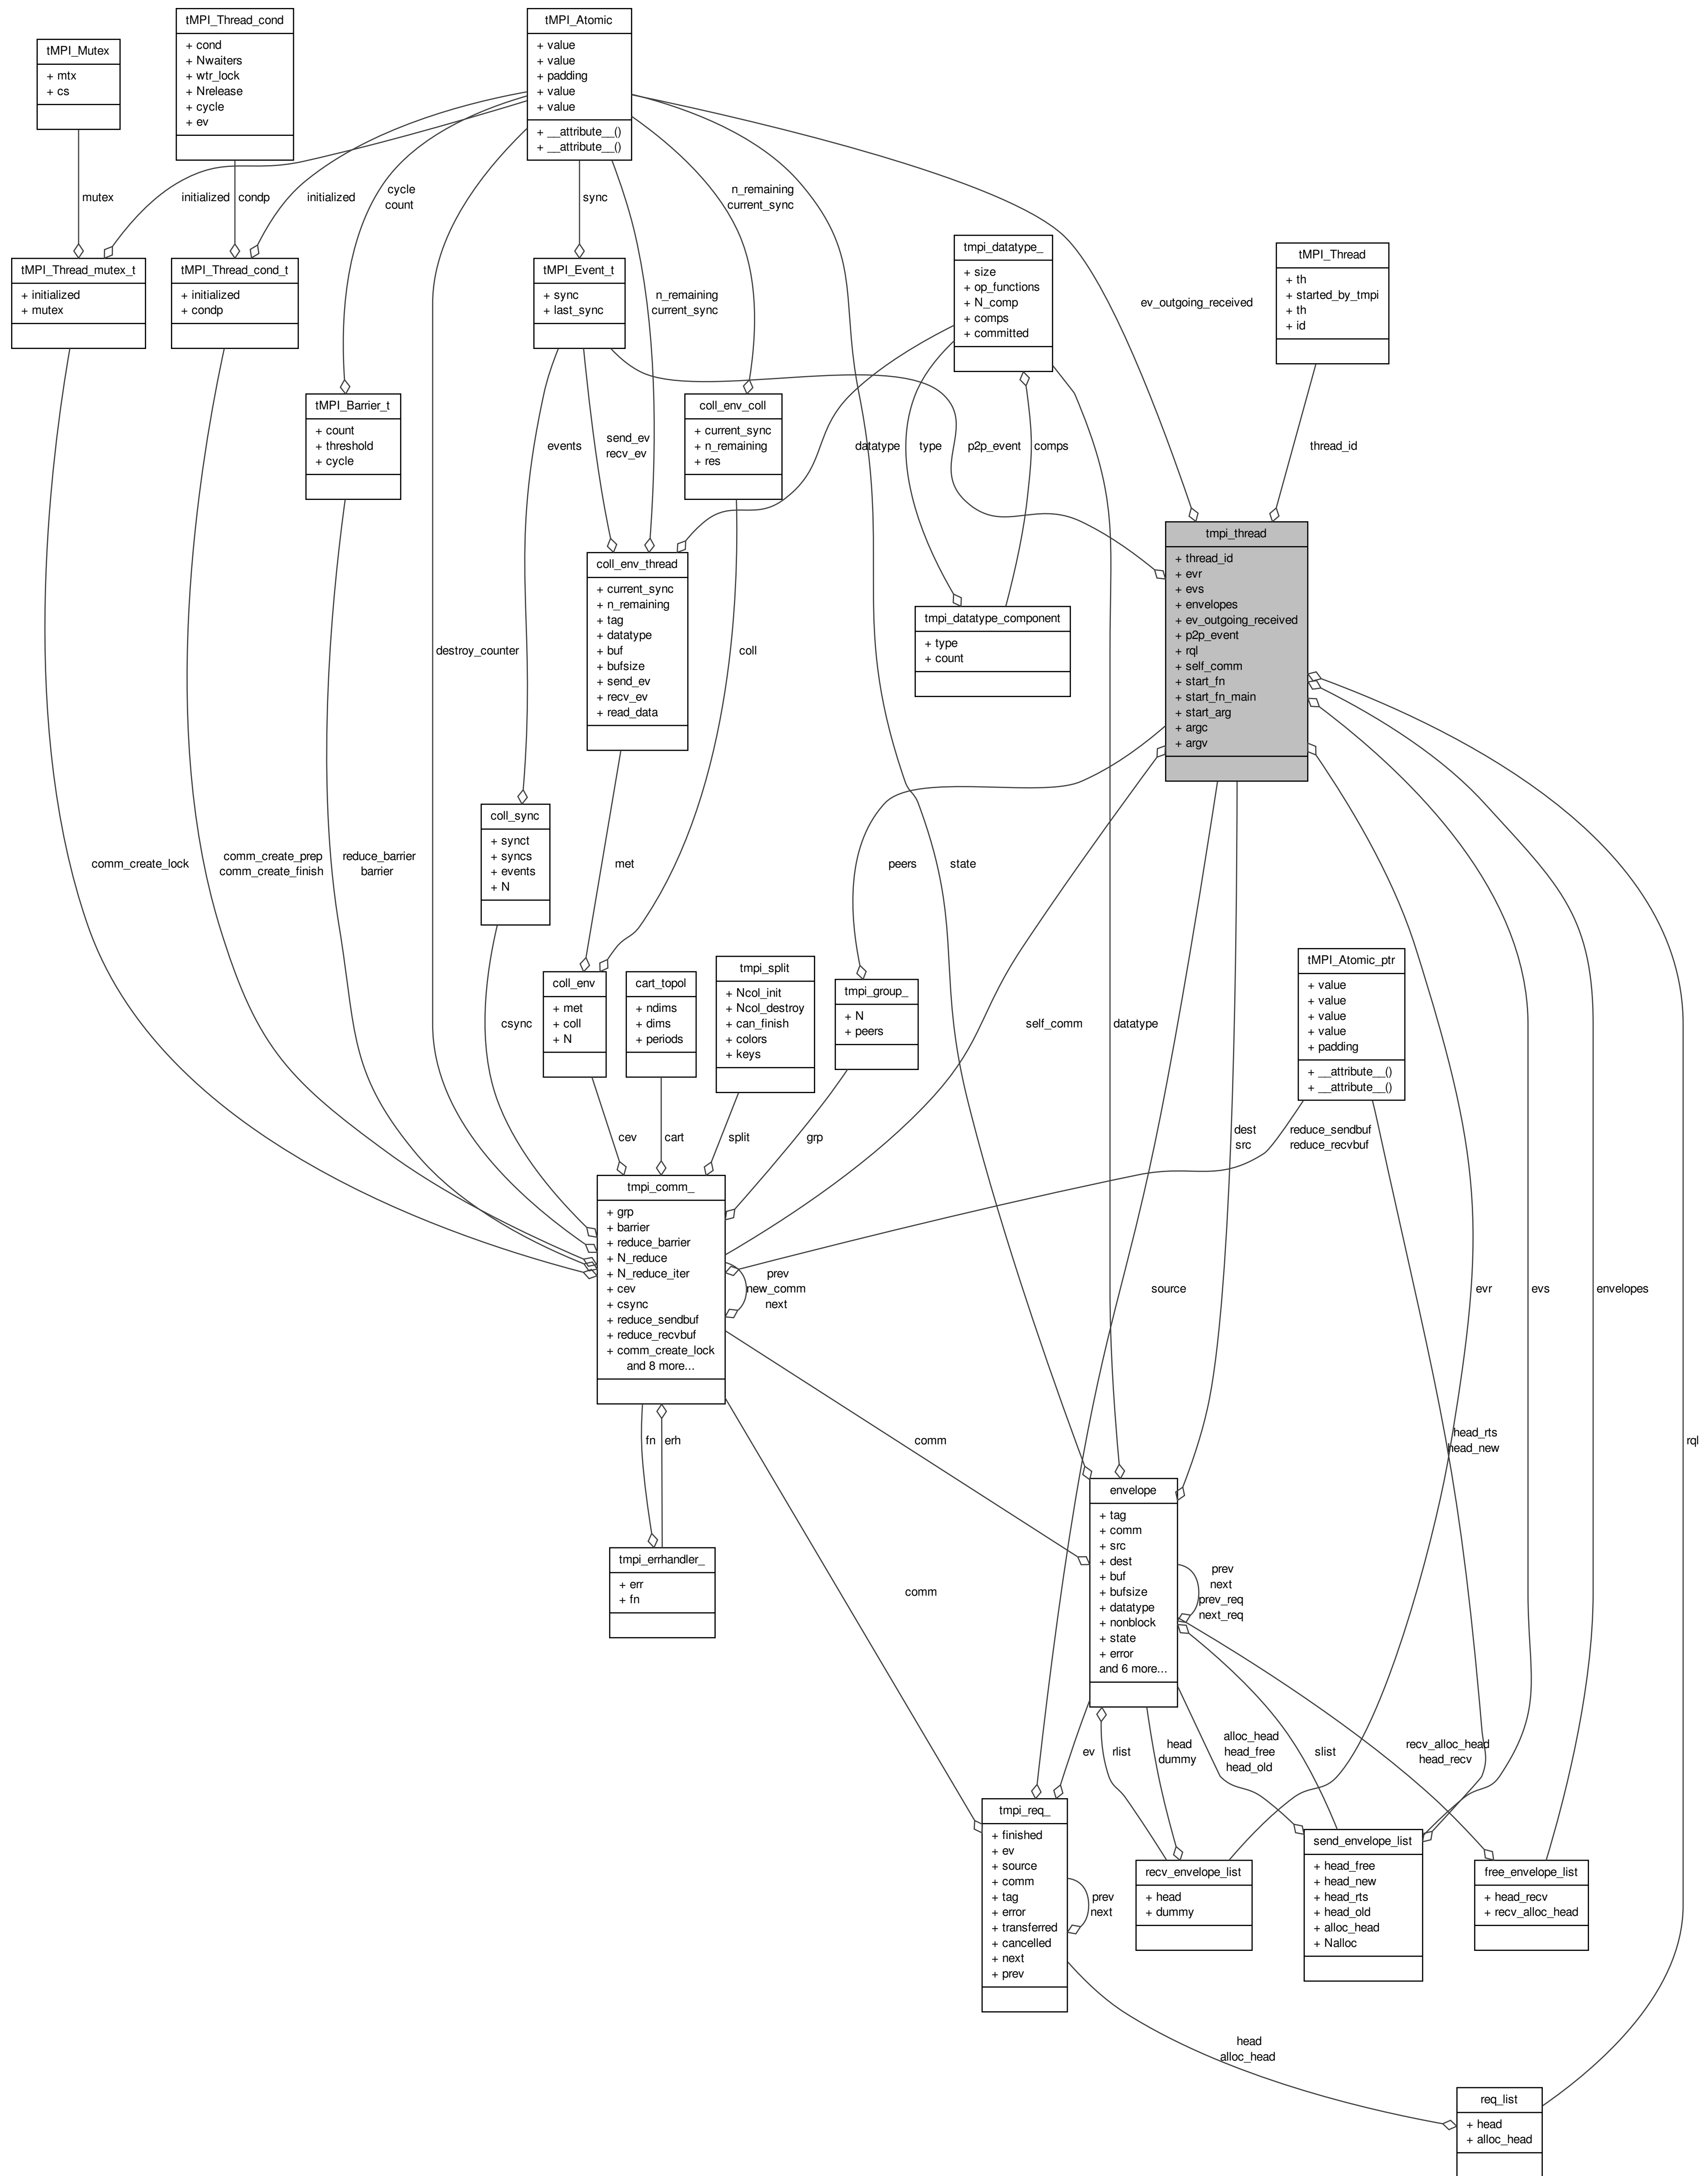 tMPI_Mutex
+ mtx
+ cs
tMPI_Thread_cond
+ cond
+ Nwaiters
+ wtr_lock
+ Nrelease
+ cycle
+ ev
tMPI_Atomic
+ value
+ value
+ padding
+ value
+ value
+ __attribute__()
+ __attribute__()
mutex
initialized
condp
initialized
cycle
count
sync
n_remaining
current_sync
n_remaining
current_sync
ev_outgoing_received
tMPI_Thread_mutex_t
+ initialized
+ mutex
tMPI_Thread_cond_t
+ initialized
+ condp
tMPI_Event_t
+ sync
+ last_sync
tmpi_datatype_
+ size
+ op_functions
+ N_comp
+ comps
+ committed
tMPI_Thread
+ th
+ started_by_tmpi
+ th
+ id
tMPI_Barrier_t
+ count
+ threshold
+ cycle
coll_env_coll
+ current_sync
+ n_remaining
+ res
events
send_ev
recv_ev
datatype
type
p2p_event
comps
thread_id
coll_env_thread
+ current_sync
+ n_remaining
+ tag
+ datatype
+ buf
+ bufsize
+ send_ev
+ recv_ev
+ read_data
tmpi_datatype_component
+ type
+ count
tmpi_thread
+ thread_id
+ evr
+ evs
+ envelopes
+ ev_outgoing_received
+ p2p_event
+ rql
+ self_comm
+ start_fn
+ start_fn_main
+ start_arg
+ argc
+ argv
destroy_counter
coll
comm_create_lock
comm_create_prep
comm_create_finish
reduce_barrier
barrier
coll_sync
+ synct
+ syncs
+ events
+ N
met
peers
state
coll_env
+ met
+ coll
+ N
cart_topol
+ ndims
+ dims
+ periods
tmpi_split
+ Ncol_init
+ Ncol_destroy
+ can_finish
+ colors
+ keys
tmpi_group_
+ N
+ peers
tMPI_Atomic_ptr
+ value
+ value
+ value
+ value
+ padding
+ __attribute__()
+ __attribute__()
csync
self_comm
datatype
cev
cart
split
grp
dest
src
reduce_sendbuf
reduce_recvbuf
tmpi_comm_
+ grp
+ barrier
+ reduce_barrier
+ N_reduce
+ N_reduce_iter
+ cev
+ csync
+ reduce_sendbuf
+ reduce_recvbuf
+ comm_create_lock
and 8 more...
prev
new_comm
next
source
evr
evs
envelopes
fn
erh
comm
head_rts
head_new
rql
tmpi_errhandler_
+ err
+ fn
comm
envelope
+ tag
+ comm
+ src
+ dest
+ buf
+ bufsize
+ datatype
+ nonblock
+ state
+ error
and 6 more...
prev
next
prev_req
next_req
ev
rlist
head
dummy
alloc_head
head_free
head_old
slist
recv_alloc_head
head_recv
tmpi_req_
+ finished
+ ev
+ source
+ comm
+ tag
+ error
+ transferred
+ cancelled
+ next
+ prev
prev
next
recv_envelope_list
+ head
+ dummy
send_envelope_list
+ head_free
+ head_new
+ head_rts
+ head_old
+ alloc_head
+ Nalloc
free_envelope_list
+ head_recv
+ recv_alloc_head
head
alloc_head
req_list
+ head
+ alloc_head